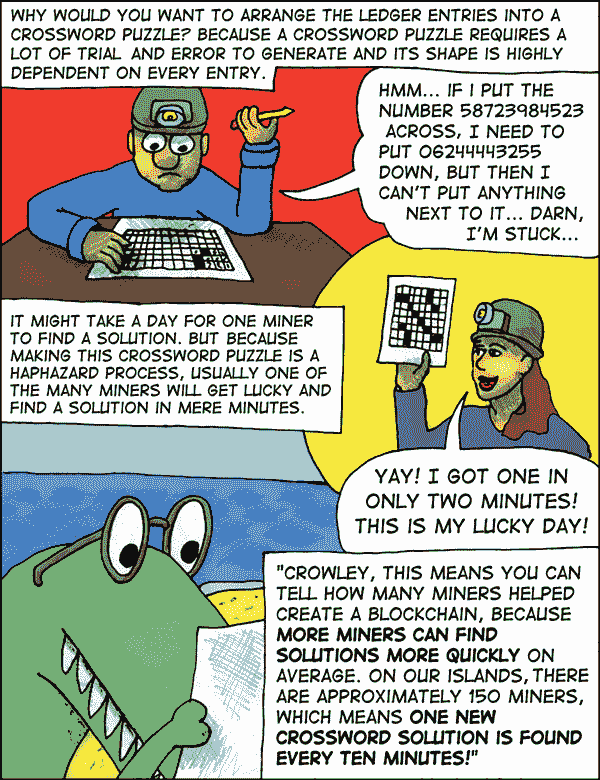 WHY WOULD YOU WANT TO ARRANGE THE LEDGER ENTRIES INTO A
CROSSWORD PUZZLE? BECAUSE A CROSSWORD PUZZLE REQUIRES A
LOT OF TRIAL AND ERROR TO GENERATE AND ITS SHAPE IS HIGHLY
DEPENDENT ON EVERY ENTRY.
HMM... IF I PUT THE
NUMBER 58723984523
ACROSS, I NEED TO
PUT 06244443255
DOWN, BUT THEN I
CAN'T PUT ANYTHING
NEXT TO IT... DARN,
I'M STUCK...
IT MIGHT TAKE A DAY FOR ONE MINER
TO FIND A SOLUTION. BUT BECAUSE
MAKING THIS CROSSWORD PUZZLE IS A
HAPHAZARD PROCESS, USUALLY ONE OF
THE MANY MINERS WILL GET LUCKY AND
FIND A SOLUTION IN MERE MINUTES.
YAY! I GOT ONE IN
ONLY TWO MINUTES!
THIS IS MY LUCKY DAY!
"CROWLEY, THIS MEANS YOU CAN
TELL HOW MANY MINERS HELPED
CREATE A BLOCKCHAIN, BECAUSE
MORE MINERS CAN FIND
SOLUTIONS MORE QUICKLY ON
AVERAGE. ON OUR ISLANDS, THERE
ARE APPROXIMATELY 150 MINERS,
WHICH MEANS ONE NEW
CROSSWORD SOLUTION IS FOUND
EVERY TEN MINUTES!"